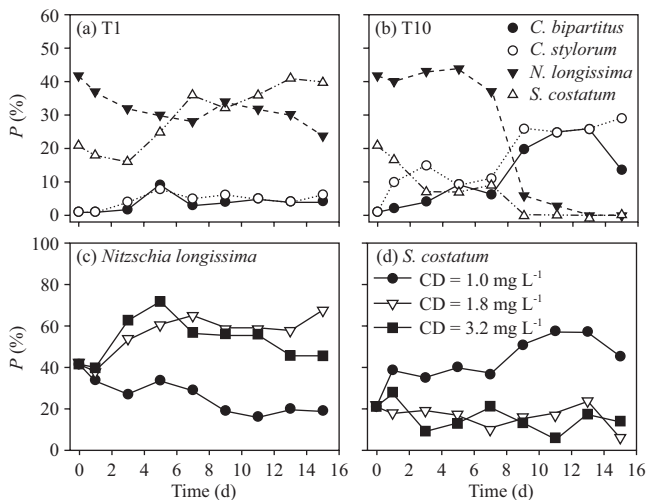 (a) T1
(b) T10
C. bipartitus
C. stylorum
N. longissima
S. costatum
60
50
40
30
20
10
0
P (%)
(c) Nitzschia longissima
(d) S. costatum
CD = 1.0 mg L-1
CD = 1.8 mg L-1
CD = 3.2 mg L-1
100
80
60
40
20
0
P (%)
0 2 4 6 8 10 12 14 16
0 2 4 6 8 10 12 14 16
Time (d)
Time (d)